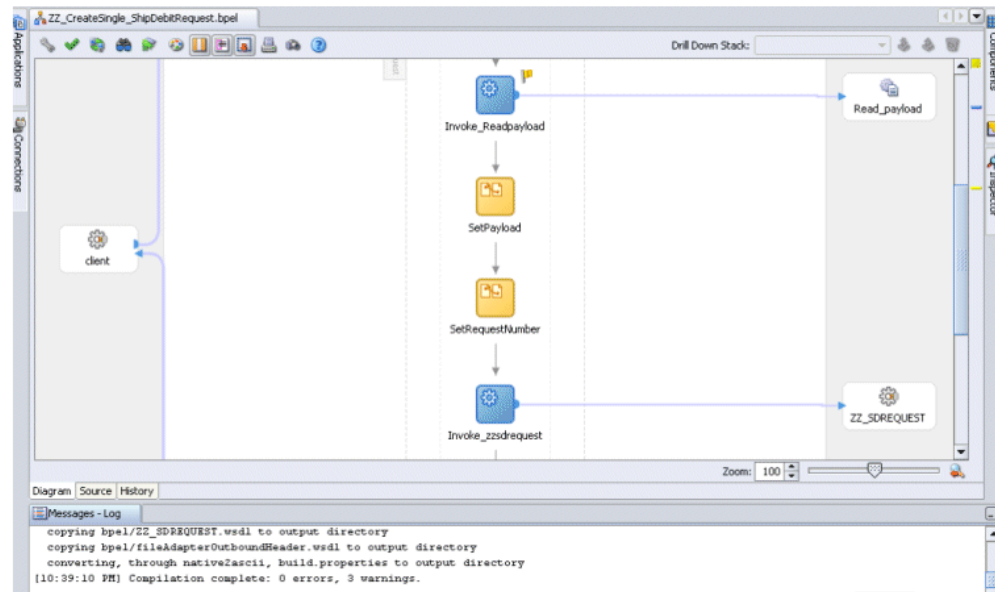 ZZ_CreateSingle_ShipDebitRequest.bpel
Applications
Connections
Drill Down Stack:
Components
Inspector
Invoke_Readpayload
Read_payload
SetPayload
client
SetRequestNumber
Invoke_zzsdrequest
ZZ_SDREQUEST
Zoom: 100
Diagram Source History
Messages - Log
copying bpel/ZZ_SDREQUEST.wsdl to output directory
copying bpel/fileAdapterOutboundHeader.wsdl to output directory
converting, through native2ascii, build.properties to output directory
[10:39:10 PM] Compilation complete: 0 errors, 3 warnings.